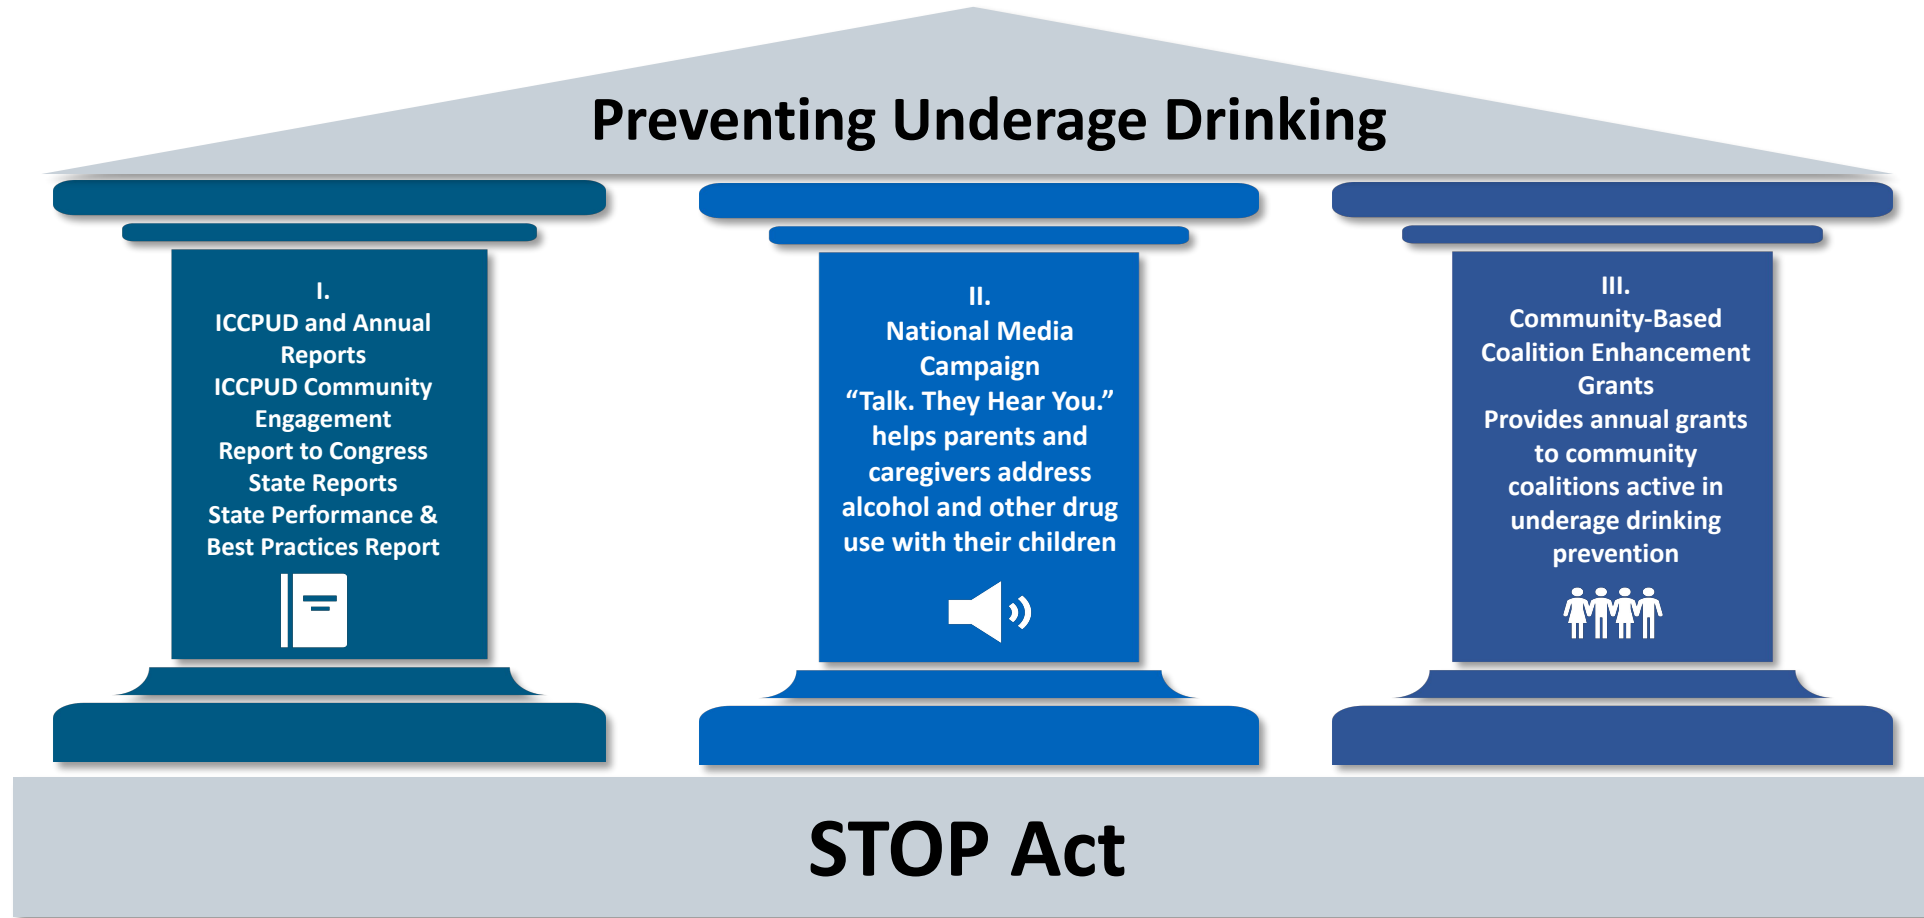 Preventing Underage Drinking
I.
ICCPUD and Annual
Reports
ICCPUD Community
Engagement
Report to Congress
State Reports
State Performance &
Best Practices Report
II.
National Media
Campaign
“Talk. They Hear You.”
helps parents and
caregivers address
alcohol and other drug
use with their children
III.
Community-Based
Coalition Enhancement
Grants
Provides annual grants
to community
coalitions active in
underage drinking
prevention
STOP Act